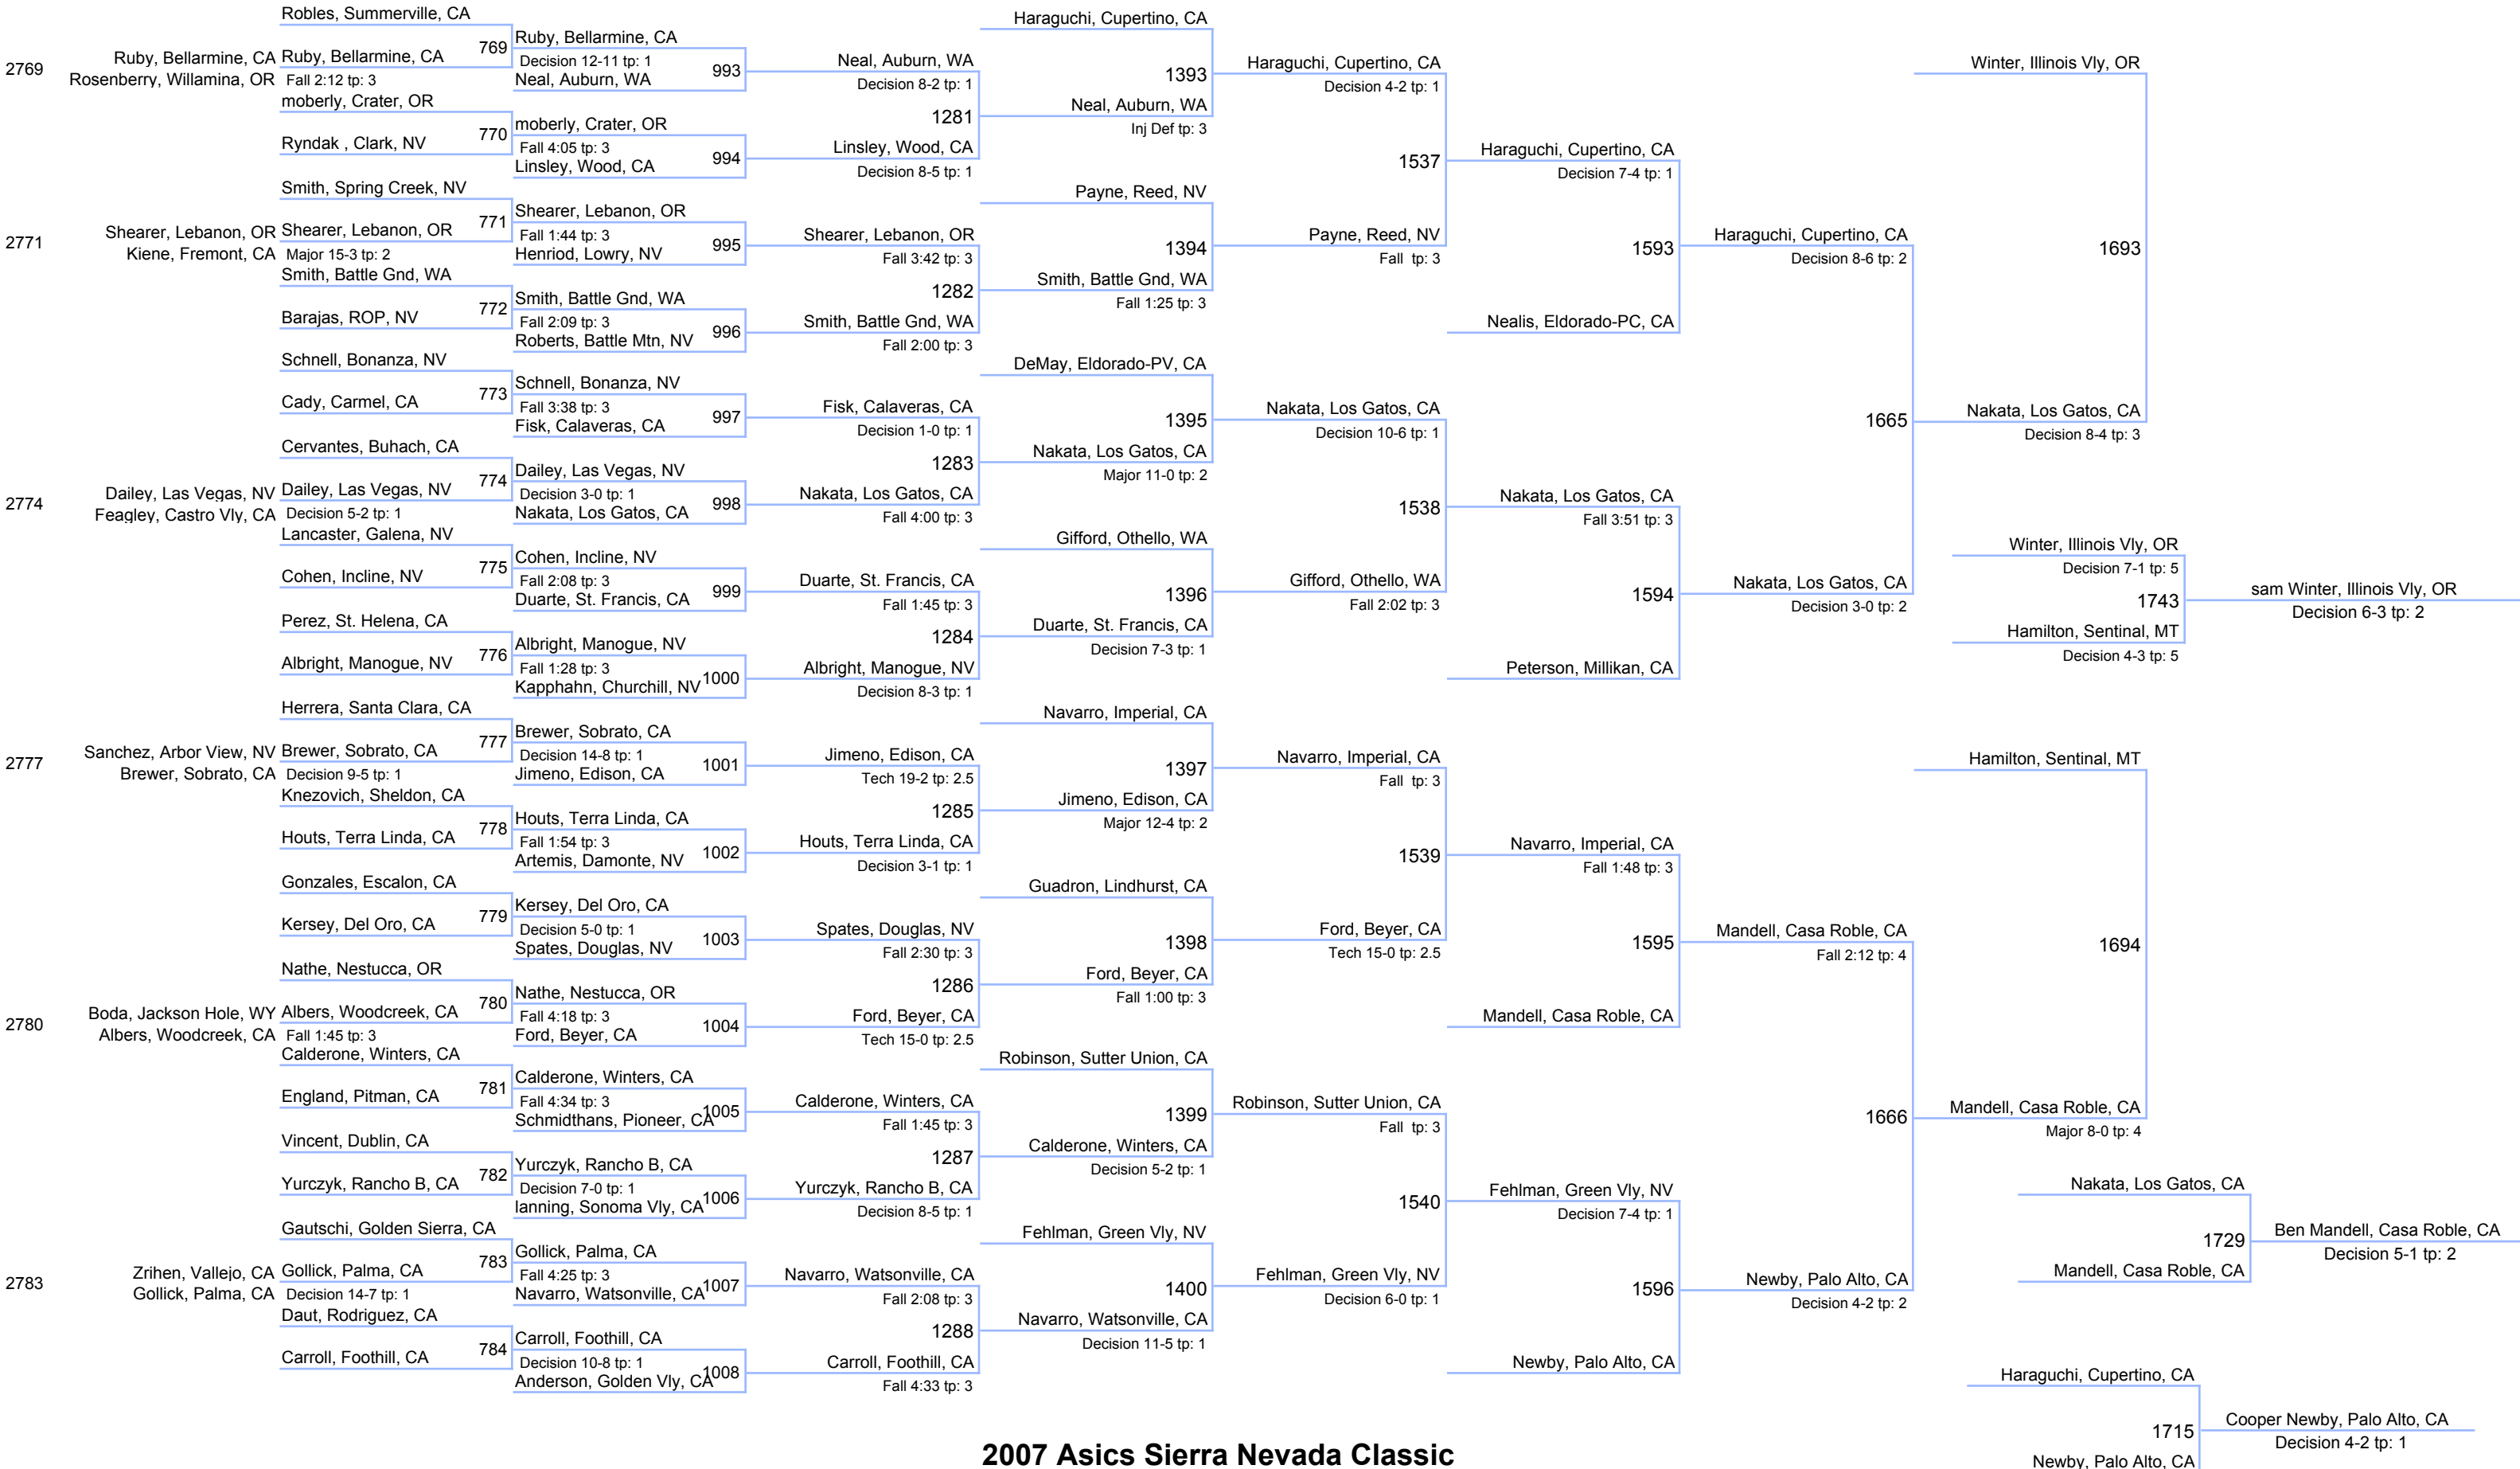 2769
Ruby, Bellarmine, CA
Rosenberry, Willamina, OR
2771
Shearer, Lebanon, OR
Kiene, Fremont, CA
2774
Dailey, Las Vegas, NV
Feagley, Castro Vly, CA
2777
Sanchez, Arbor View, NV
Brewer, Sobrato, CA
2780
Boda, Jackson Hole, WY
Albers, Woodcreek, CA
2783
Zrihen, Vallejo, CA
Gollick, Palma, CA
Robles, Summerville, CA
769
Ruby, Bellarmine, CA
Fall 2:12 tp: 3
moberly, Crater, OR
770
Ryndak , Clark, NV
Smith, Spring Creek, NV
771
Shearer, Lebanon, OR
Major 15-3 tp: 2
Smith, Battle Gnd, WA
772
Barajas, ROP, NV
Schnell, Bonanza, NV
773
Cady, Carmel, CA
Cervantes, Buhach, CA
774
Dailey, Las Vegas, NV
Decision 5-2 tp: 1
Lancaster, Galena, NV
775
Cohen, Incline, NV
Perez, St. Helena, CA
776
Albright, Manogue, NV
Herrera, Santa Clara, CA
777
Brewer, Sobrato, CA
Decision 9-5 tp: 1
Knezovich, Sheldon, CA
778
Houts, Terra Linda, CA
Gonzales, Escalon, CA
779
Kersey, Del Oro, CA
Nathe, Nestucca, OR
780
Albers, Woodcreek, CA
Fall 1:45 tp: 3
Calderone, Winters, CA
781
England, Pitman, CA
Vincent, Dublin, CA
782
Yurczyk, Rancho B, CA
Gautschi, Golden Sierra, CA
783
Gollick, Palma, CA
Decision 14-7 tp: 1
Daut, Rodriguez, CA
784
Carroll, Foothill, CA
Ruby, Bellarmine, CA
Decision 12-11 tp: 1
993
Neal, Auburn, WA
moberly, Crater, OR
Fall 4:05 tp: 3
994
Linsley, Wood, CA
Shearer, Lebanon, OR
Fall 1:44 tp: 3
995
Henriod, Lowry, NV
Smith, Battle Gnd, WA
Fall 2:09 tp: 3
996
Roberts, Battle Mtn, NV
Schnell, Bonanza, NV
Fall 3:38 tp: 3
997
Fisk, Calaveras, CA
Dailey, Las Vegas, NV
Decision 3-0 tp: 1
998
Nakata, Los Gatos, CA
Cohen, Incline, NV
Fall 2:08 tp: 3
999
Duarte, St. Francis, CA
Albright, Manogue, NV
Fall 1:28 tp: 3
1000
Kapphahn, Churchill, NV
Brewer, Sobrato, CA
Decision 14-8 tp: 1
1001
Jimeno, Edison, CA
Houts, Terra Linda, CA
Fall 1:54 tp: 3
1002
Artemis, Damonte, NV
Kersey, Del Oro, CA
Decision 5-0 tp: 1
1003
Spates, Douglas, NV
Nathe, Nestucca, OR
Fall 4:18 tp: 3
1004
Ford, Beyer, CA
Calderone, Winters, CA
Fall 4:34 tp: 3
1005
Schmidthans, Pioneer, CA
Yurczyk, Rancho B, CA
Decision 7-0 tp: 1
1006
lanning, Sonoma Vly, CA
Gollick, Palma, CA
Fall 4:25 tp: 3
1007
Navarro, Watsonville, CA
Carroll, Foothill, CA
Decision 10-8 tp: 1
1008
Anderson, Golden Vly, CA
Neal, Auburn, WA
Decision 8-2 tp: 1
1281
Linsley, Wood, CA
Decision 8-5 tp: 1
Shearer, Lebanon, OR
Fall 3:42 tp: 3
1282
Smith, Battle Gnd, WA
Fall 2:00 tp: 3
Fisk, Calaveras, CA
Decision 1-0 tp: 1
1283
Nakata, Los Gatos, CA
Fall 4:00 tp: 3
Duarte, St. Francis, CA
Fall 1:45 tp: 3
1284
Albright, Manogue, NV
Decision 8-3 tp: 1
Jimeno, Edison, CA
Tech 19-2 tp: 2.5
1285
Houts, Terra Linda, CA
Decision 3-1 tp: 1
Spates, Douglas, NV
Fall 2:30 tp: 3
1286
Ford, Beyer, CA
Tech 15-0 tp: 2.5
Calderone, Winters, CA
Fall 1:45 tp: 3
1287
Yurczyk, Rancho B, CA
Decision 8-5 tp: 1
Navarro, Watsonville, CA
Fall 2:08 tp: 3
1288
Carroll, Foothill, CA
Fall 4:33 tp: 3
Haraguchi, Cupertino, CA
1393
Neal, Auburn, WA
Inj Def tp: 3
Payne, Reed, NV
1394
Smith, Battle Gnd, WA
Fall 1:25 tp: 3
DeMay, Eldorado-PV, CA
1395
Nakata, Los Gatos, CA
Major 11-0 tp: 2
Gifford, Othello, WA
1396
Duarte, St. Francis, CA
Decision 7-3 tp: 1
Navarro, Imperial, CA
1397
Jimeno, Edison, CA
Major 12-4 tp: 2
Guadron, Lindhurst, CA
1398
Ford, Beyer, CA
Fall 1:00 tp: 3
Robinson, Sutter Union, CA
1399
Calderone, Winters, CA
Decision 5-2 tp: 1
Fehlman, Green Vly, NV
1400
Navarro, Watsonville, CA
Decision 11-5 tp: 1
Haraguchi, Cupertino, CA
Decision 4-2 tp: 1
1537
Payne, Reed, NV
Fall  tp: 3
Nakata, Los Gatos, CA
Decision 10-6 tp: 1
1538
Gifford, Othello, WA
Fall 2:02 tp: 3
Navarro, Imperial, CA
Fall  tp: 3
1539
Ford, Beyer, CA
Tech 15-0 tp: 2.5
Robinson, Sutter Union, CA
Fall  tp: 3
1540
Fehlman, Green Vly, NV
Decision 6-0 tp: 1
Haraguchi, Cupertino, CA
Decision 7-4 tp: 1
1593
Nealis, Eldorado-PC, CA
Nakata, Los Gatos, CA
Fall 3:51 tp: 3
1594
Peterson, Millikan, CA
Navarro, Imperial, CA
Fall 1:48 tp: 3
1595
Mandell, Casa Roble, CA
Fehlman, Green Vly, NV
Decision 7-4 tp: 1
1596
Newby, Palo Alto, CA
Haraguchi, Cupertino, CA
Decision 8-6 tp: 2
1665
Nakata, Los Gatos, CA
Decision 3-0 tp: 2
Mandell, Casa Roble, CA
Fall 2:12 tp: 4
1666
Newby, Palo Alto, CA
Decision 4-2 tp: 2
Winter, Illinois Vly, OR
1693
Nakata, Los Gatos, CA
Decision 8-4 tp: 3
Winter, Illinois Vly, OR
Decision 7-1 tp: 5
1743
Hamilton, Sentinal, MT
Decision 4-3 tp: 5
sam Winter, Illinois Vly, OR
Decision 6-3 tp: 2
Hamilton, Sentinal, MT
1694
Mandell, Casa Roble, CA
Major 8-0 tp: 4
Nakata, Los Gatos, CA
1729
Mandell, Casa Roble, CA
Ben Mandell, Casa Roble, CA
Decision 5-1 tp: 2
Haraguchi, Cupertino, CA
1715
Newby, Palo Alto, CA
Cooper Newby, Palo Alto, CA
Decision 4-2 tp: 1
2007 Asics Sierra Nevada Classic